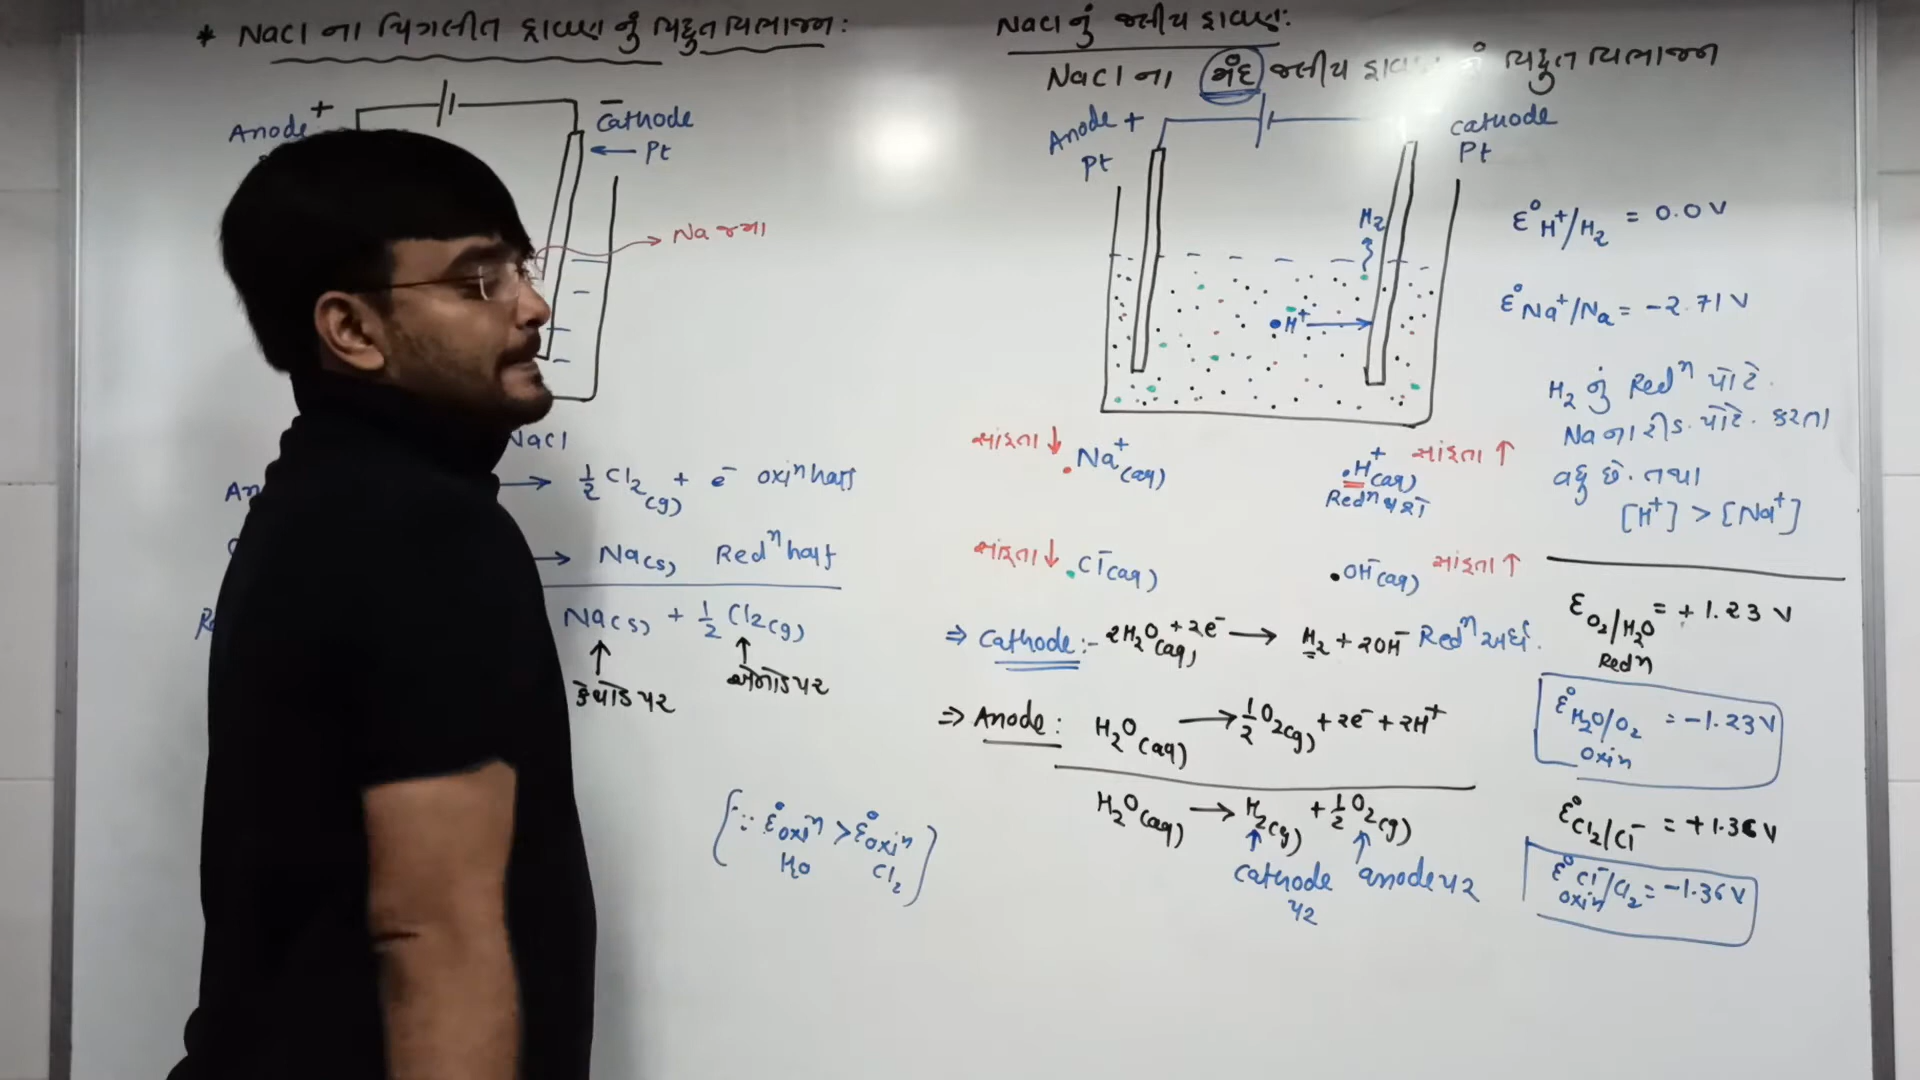 * NaCl ના પિગલીત દ્રાવણ નું વિદ્યુત વિભાજન :
Anode +
Cathode
Pt
Na જમા
NaCl
→ 1/2 Cl2(g) + e⁻ oxiⁿ half
→ Na(s) Redⁿ half
Na(s) + 1/2 Cl2(g)
કેથોડ પર
એનોડ પર
(∵ Ɛ°oxiⁿ > Ɛ°oxiⁿ)
H2O Cl2
NaCl નું જલીય દ્રાવણ:
NaCl ના મંદ જલીય દ્રાવણ નું વિદ્યુત વિભાજન
Anode +
Pt
Cathode
Pt
H2
H⁺
સાંદ્રતા ↓ Na⁺(aq)
H⁺(aq) સાંદ્રતા ↑
Redⁿ થશે
સાંદ્રતા ↓ Cl⁻(aq)
OH⁻(aq) સાંદ્રતા ↑
⇒ Cathode :- 2H2O(aq) + 2e⁻ → H2 + 2OH⁻ Redⁿ અર્ધ.
⇒ Anode : H2O(aq) → 1/2 O2(g) + 2e⁻ + 2H⁺
H2O(aq) → H2(g) + 1/2 O2(g)
cathode પર
anode પર
Ɛ°H⁺/H2 = 0.0 V
Ɛ°Na⁺/Na = -2.71 V
H2 નું Redⁿ પોટે.
Na ના રીડ. પોટે. કરતા
વધુ છે. તથા
[H⁺] > [Na⁺]
ƐO2/H2O = +1.23 V
Redⁿ
Ɛ°H2O/O2 = -1.23 V
oxiⁿ
Ɛ°Cl2/Cl⁻ = +1.36 V
Ɛ°Cl⁻/Cl2 = -1.36 V
oxiⁿ